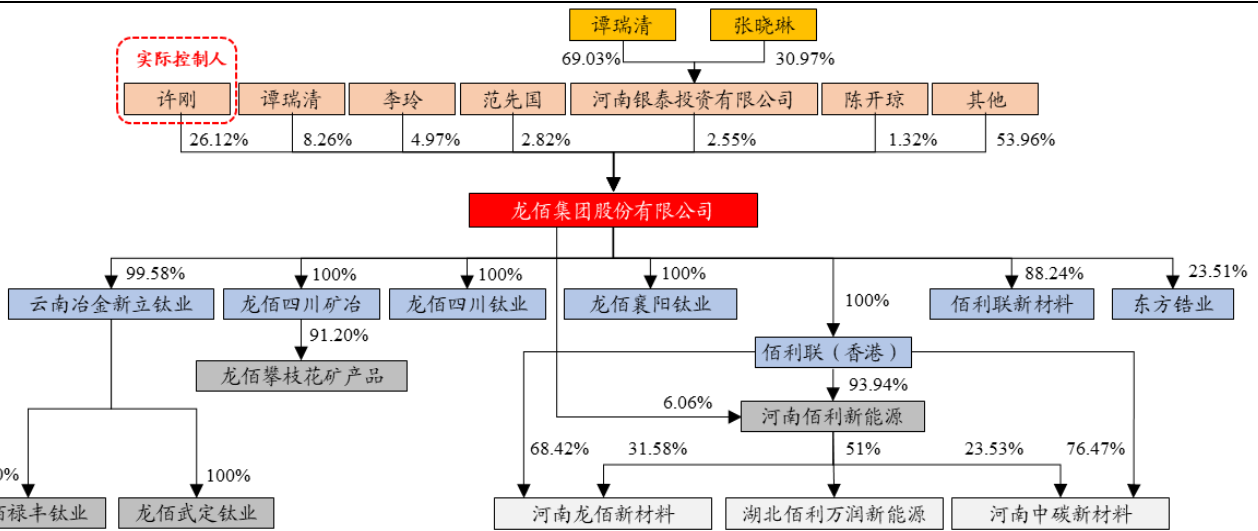 谭瑞清 张晓琳
实际控制人
69.03% 30.97%
许刚 谭瑞清 李玲 范先国 河南银泰投资有限公司 陈开琼 其他
26.12% 8.26% 4.97% 2.82% 2.55% 1.32% 53.96%
龙佰集团股份有限公司
99.58% 100% 100% 100% 88.24% 23.51%
云南冶金新立钛业 龙佰四川矿冶 龙佰四川钛业 龙佰襄阳钛业 100% 佰利联新材料 东方锆业
91.20%
佰利联（香港）
龙佰攀枝花矿产品
93.94%
6.06%
河南佰利新能源
68.42% 31.58% 51% 23.53% 76.47%
0% 100%
佰禄丰钛业 龙佰武定钛业 河南龙佰新材料 湖北佰利万润新能源 河南中碳新材料